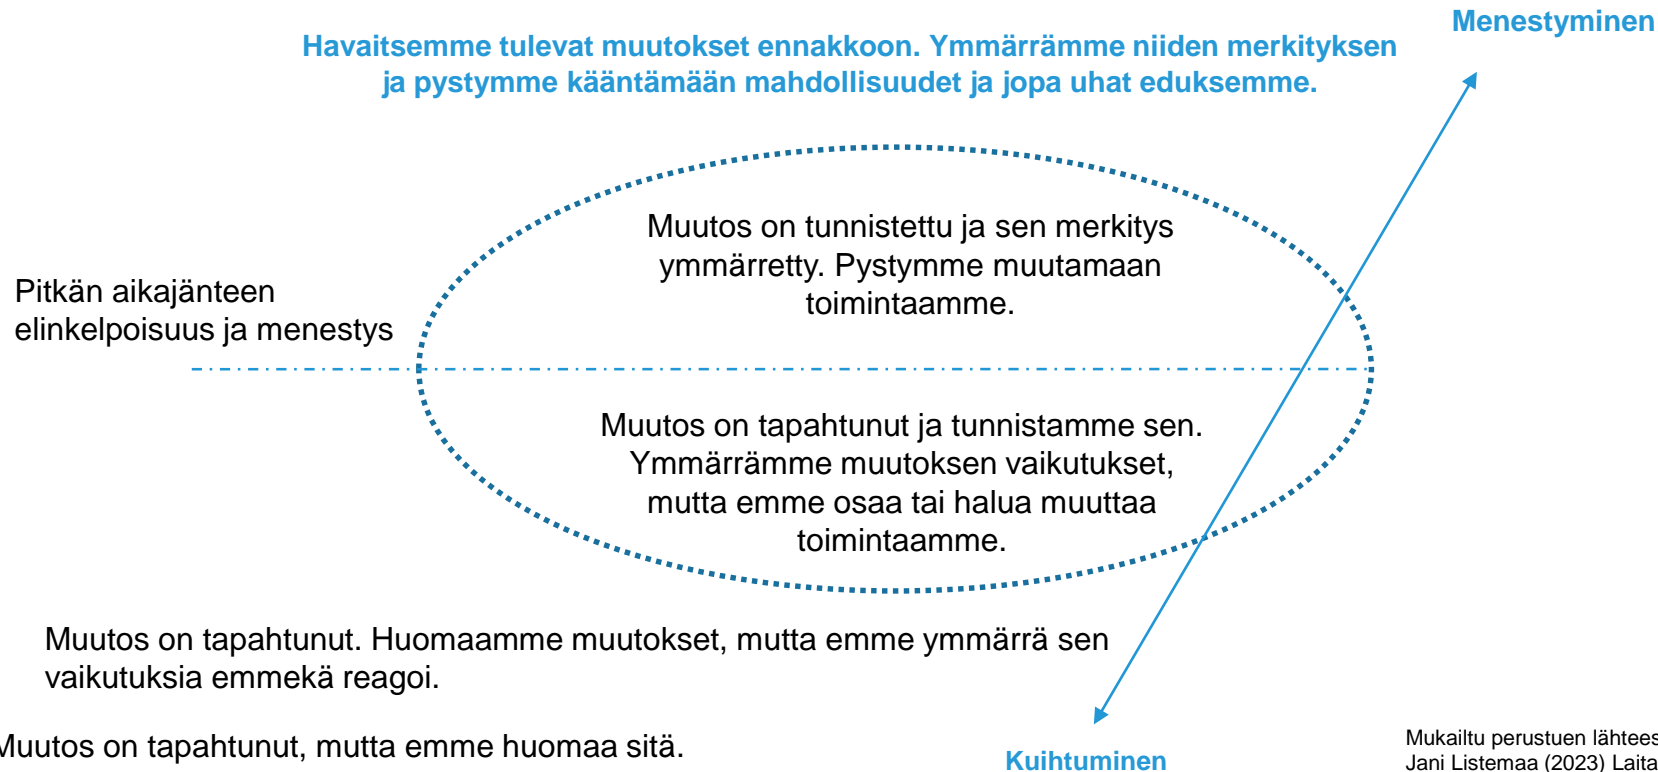 Menestyminen
Havaitsemme tulevat muutokset ennakkoon. Ymmärrämme niiden merkityksen
ja pystymme kääntämään mahdollisuudet ja jopa uhat eduksemme.
Muutos on tunnistettu ja sen merkitys
ymmärretty. Pystymme muutamaan
toimintaamme.
Pitkän aikajänteen
elinkelpoisuus ja menestys
Muutos on tapahtunut ja tunnistamme sen.
Ymmärrämme muutoksen vaikutukset,
mutta emme osaa tai halua muuttaa
toimintaamme.
Muutos on tapahtunut. Huomaamme muutokset, mutta emme ymmärrä sen
vaikutuksia emmekä reagoi.
Muutos on tapahtunut, mutta emme huomaa sitä.
Kuihtuminen
Mukailtu perustuen
Jani Listemaa (2023)